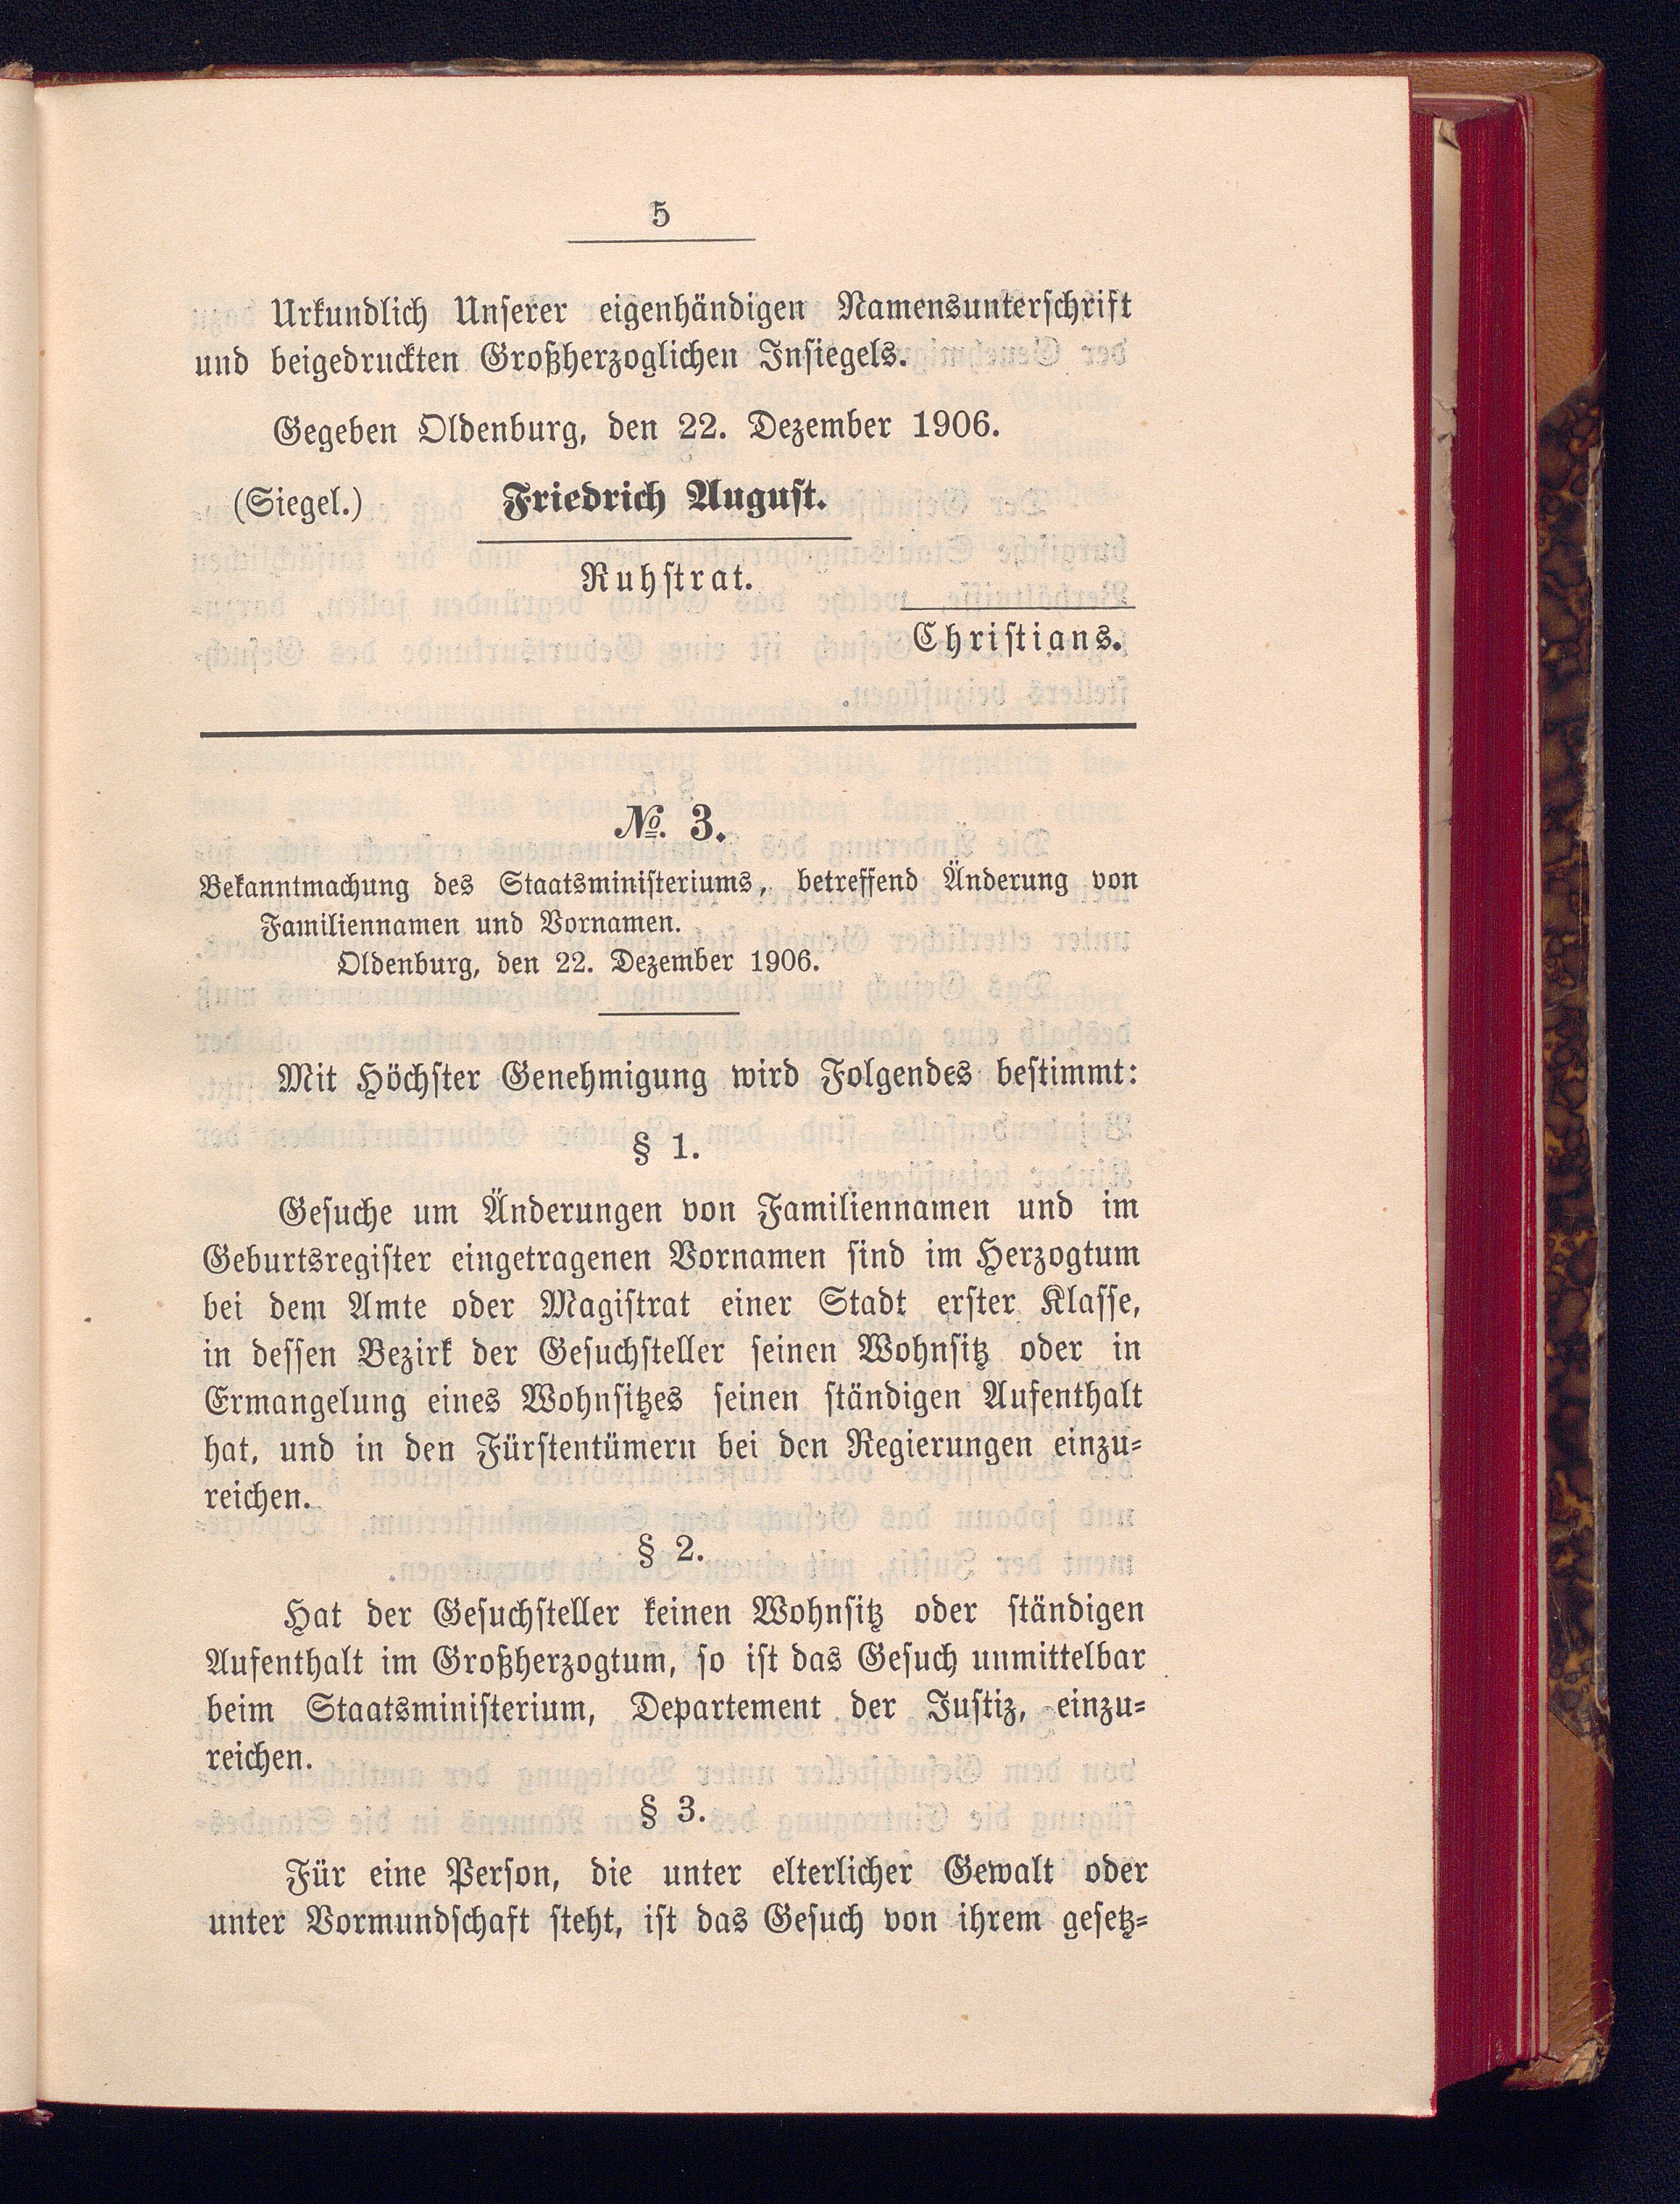 5
Urkundlich Unserer eigenhändigen Namensunterschrift
und beigedruckten Großherzoglichen Insiegels.
Gegeben Oldenburg, den 22. Dezember 1906.
(Siegel.) Friedrich August.
Ruhstrat.
Christians.
№. 3.
Bekanntmachung des Staatsministeriums, betreffend Änderung von
Familiennamen und Vornamen.
Oldenburg, den 22. Dezember 1906.
Mit Höchster Genehmigung wird Folgendes bestimmt:
§ 1.
Gesuche um Änderungen von Familiennamen und im
Geburtsregister eingetragenen Vornamen sind im Herzogtum
bei dem Amte oder Magistrat einer Stadt erster Klasse,
in dessen Bezirk der Gesuchsteller seinen Wohnsitz oder in
Ermangelung eines Wohnsitzes seinen ständigen Aufenthalt
hat, und in den Fürstentümern bei den Regierungen einzu-
reichen.
§ 2.
Hat der Gesuchsteller keinen Wohnsitz oder ständigen
Aufenthalt im Großherzogtum, so ist das Gesuch unmittelbar
beim Staatsministerium, Departement der Justiz, einzu-
reichen.
§ 3.
Für eine Person, die unter elterlicher Gewalt oder
unter Vormundschaft steht, ist das Gesuch von ihrem gesetz-